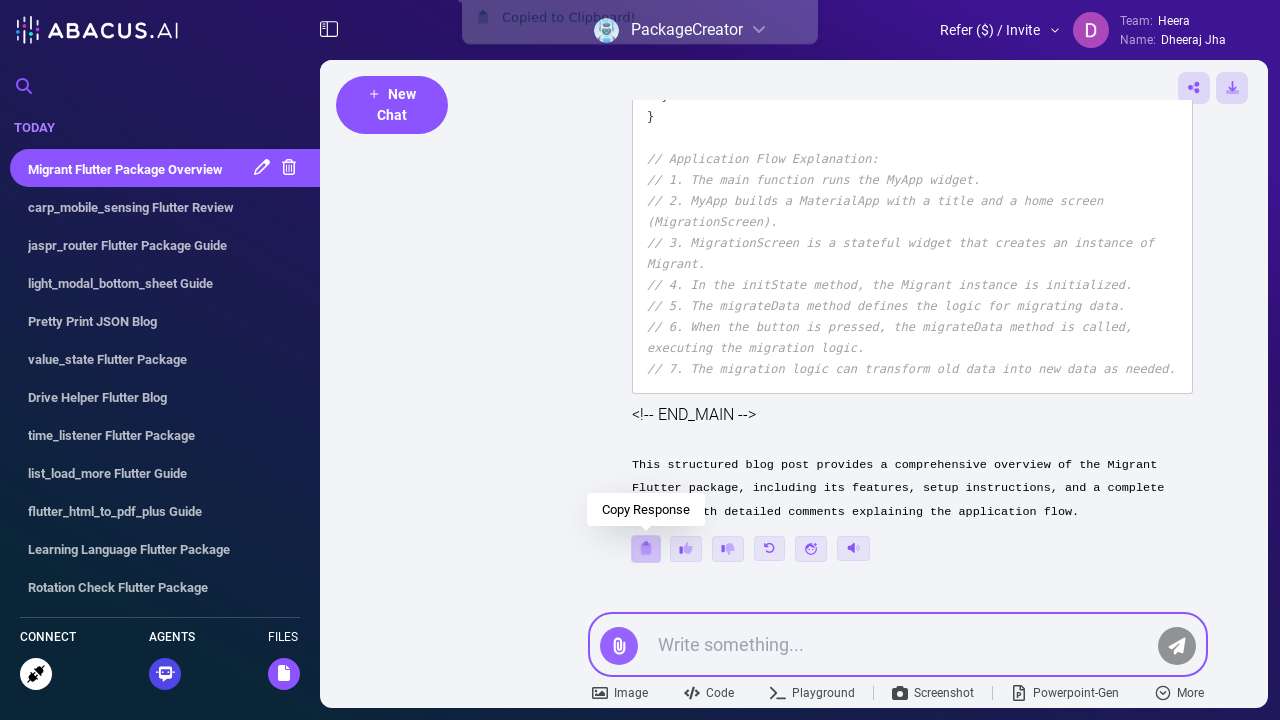 ABACUS.AI
Copied to Clipboard!
PackageCreator
Refer ($) / Invite
D
Team: Heera
Name: Dheeraj Jha
TODAY
Migrant Flutter Package Overview
carp_mobile_sensing Flutter Review
jaspr_router Flutter Package Guide
light_modal_bottom_sheet Guide
Pretty Print JSON Blog
value_state Flutter Package
Drive Helper Flutter Blog
time_listener Flutter Package
list_load_more Flutter Guide
flutter_html_to_pdf_plus Guide
Learning Language Flutter Package
Rotation Check Flutter Package
CONNECT
AGENTS
FILES
+ New
Chat
}
// Application Flow Explanation:
// 1. The main function runs the MyApp widget.
// 2. MyApp builds a MaterialApp with a title and a home screen
(MigrationScreen).
// 3. MigrationScreen is a stateful widget that creates an instance of
Migrant.
// 4. In the initState method, the Migrant instance is initialized.
// 5. The migrateData method defines the logic for migrating data.
// 6. When the button is pressed, the migrateData method is called,
executing the migration logic.
// 7. The migration logic can transform old data into new data as needed.
<!-- END_MAIN -->
This structured blog post provides a comprehensive overview of the Migrant
Flutter package, including its features, setup instructions, and a complete
detailed comments explaining the application flow.
Copy Response
Write something...
Image
Code
Playground
Screenshot
Powerpoint-Gen
More